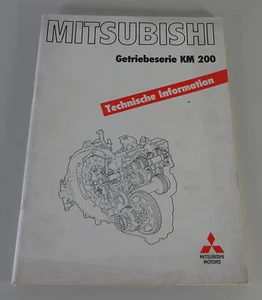 MITSUBISHI
Getriebeserie KM 200
Technische Information
MITSUBISHI
MOTORS